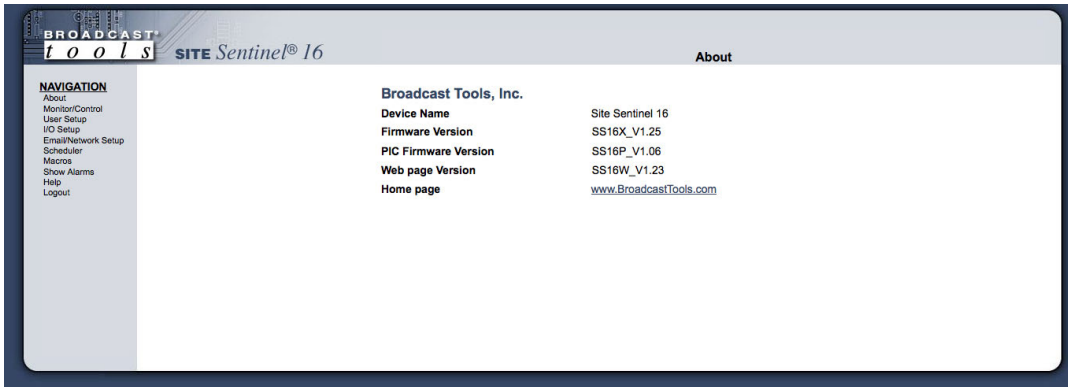 BROADCAST®
tools SITE Sentinel® 16
About
NAVIGATION
About
Monitor/Control
User Setup
I/O Setup
Email/Network Setup
Scheduler
Macros
Show Alarms
Help
Logout
Broadcast Tools, Inc.
Device Name Site Sentinel 16
Firmware Version SS16X_V1.25
PIC Firmware Version SS16P_V1.06
Web page Version SS16W_V1.23
Home page www.BroadcastTools.com